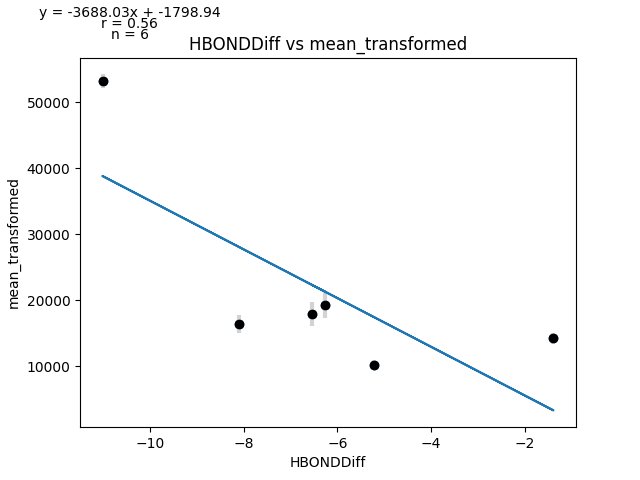 y = -3688.03x + -1798.94
r = 0.56
n = 6
HBONDDiff vs mean_transformed
50000
40000
30000
20000
10000
mean_transformed
−10
−8
−6
−4
−2
HBONDDiff